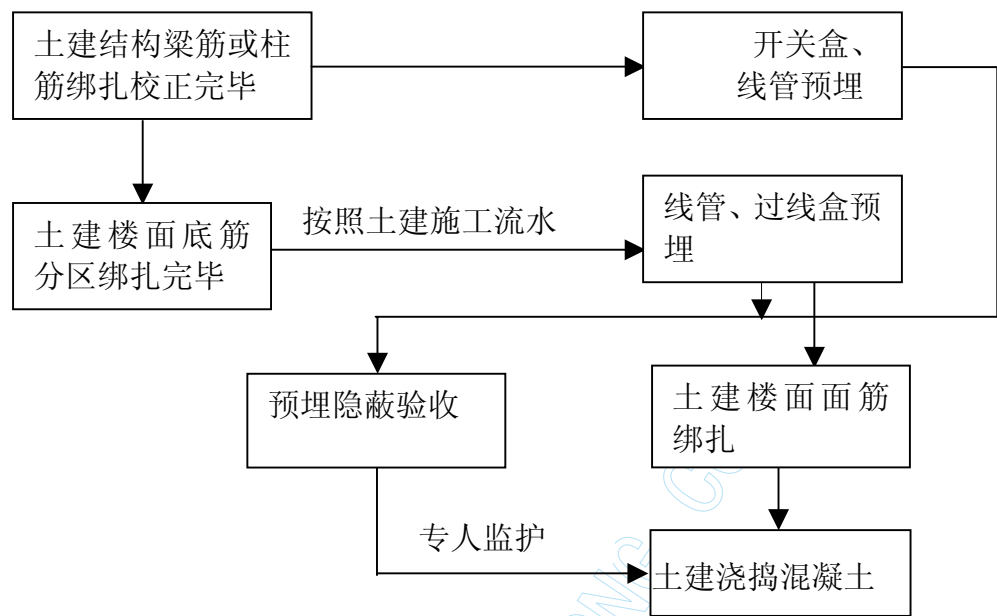 土建结构梁筋或柱
筋绑扎校正完毕
开关盒、
线管预埋
土建楼面底筋
分区绑扎完毕
按照土建施工流水
线管、过线盒预
埋
预埋隐蔽验收
土建楼面面筋
绑扎
专人监护
土建浇捣混凝土